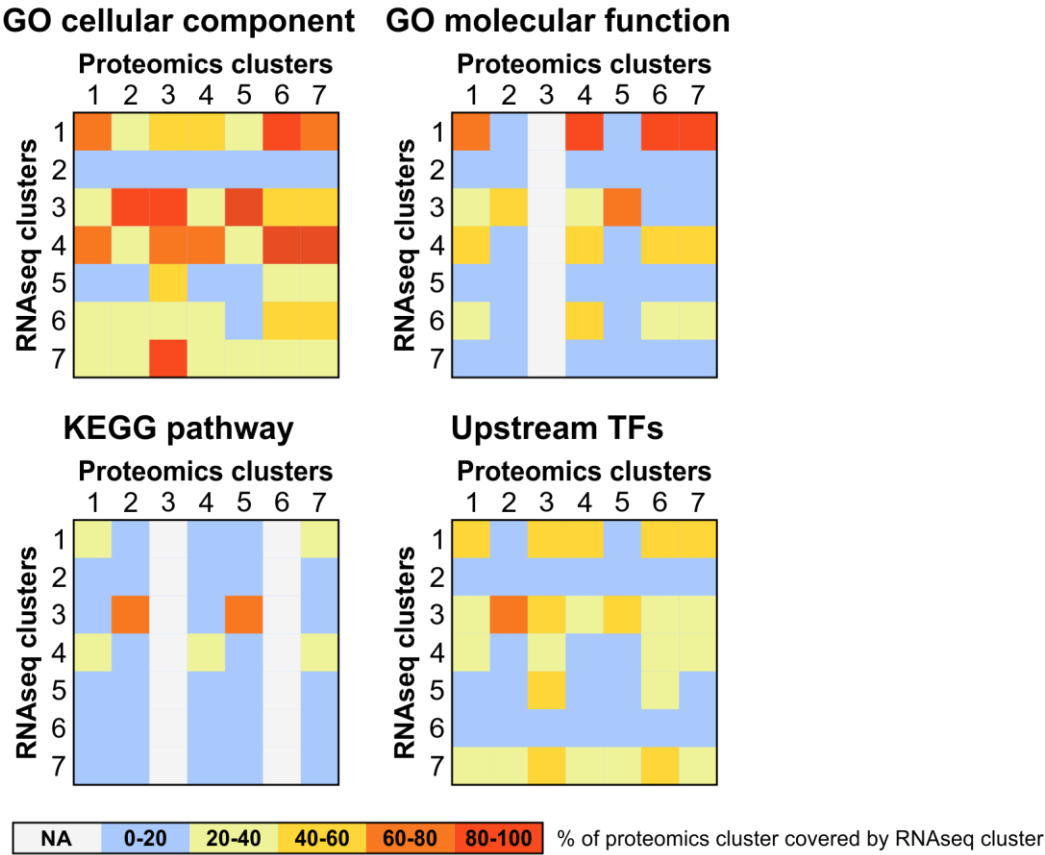 GO cellular component
Proteomics clusters
1 2 3 4 5 6 7
RNAseq clusters
1
2
3
4
5
6
7
GO molecular function
Proteomics clusters
1 2 3 4 5 6 7
RNAseq clusters
1
2
3
4
5
6
7
KEGG pathway
Proteomics clusters
1 2 3 4 5 6 7
RNAseq clusters
1
2
3
4
5
6
7
Upstream TFs
Proteomics clusters
1 2 3 4 5 6 7
RNAseq clusters
1
2
3
4
5
6
7
NA 0-20 20-40 40-60 60-80 80-100 % of proteomics cluster covered by RNAseq cluster